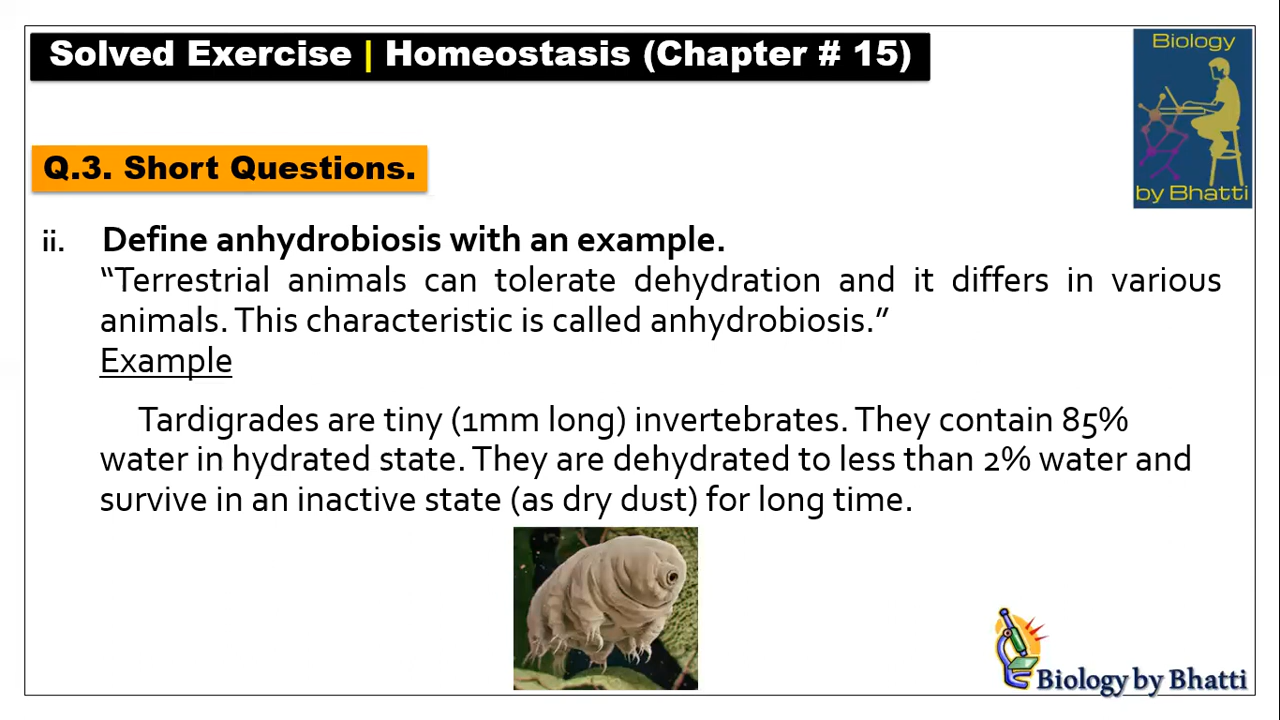 Solved Exercise | Homeostasis (Chapter # 15)
Biology
by Bhatti
Q.3. Short Questions.
ii. Define anhydrobiosis with an example.
“Terrestrial animals can tolerate dehydration and it differs in various
animals. This characteristic is called anhydrobiosis.”
Example
Tardigrades are tiny (1mm long) invertebrates. They contain 85%
water in hydrated state. They are dehydrated to less than 2% water and
survive in an inactive state (as dry dust) for long time.
Biology by Bhatti